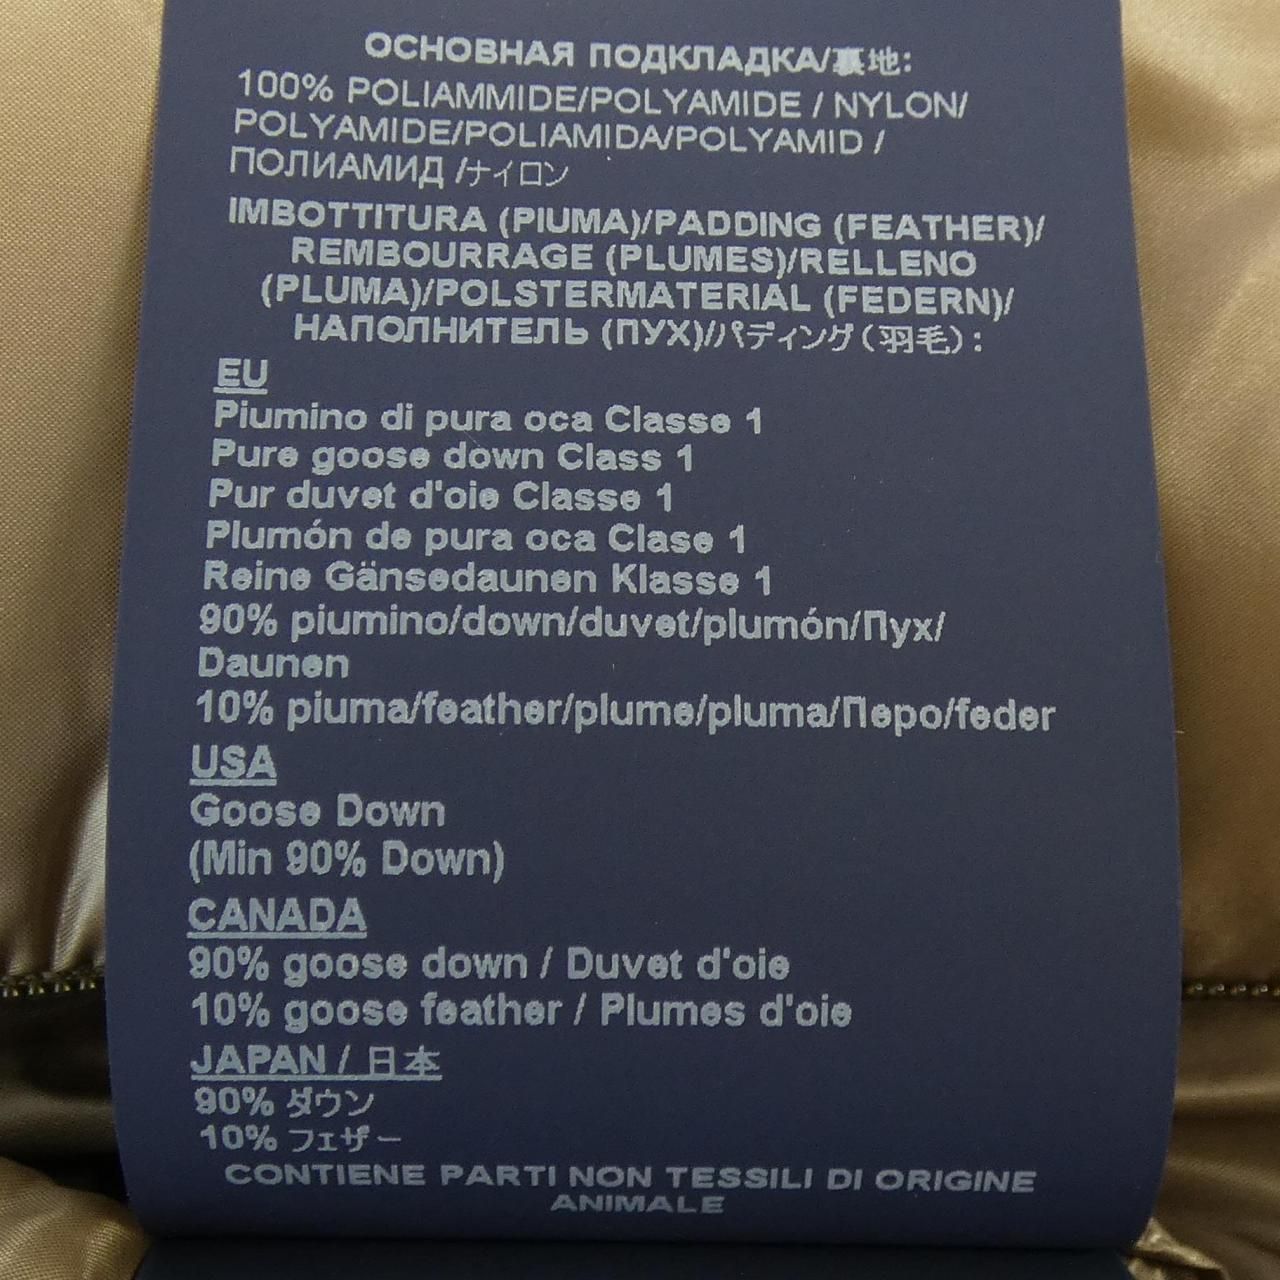 ОСНОВНАЯ ПОДКЛАДКА/裏地:
100% POLIAMMIDE/POLYAMIDE / NYLON/
POLYAMIDE/POLIAMIDA/POLYAMID /
ПОЛИАМИД /ナイロン
IMBOTTITURA (PIUMA)/PADDING (FEATHER)/
REMBOURRAGE (PLUMES)/RELLENO
(PLUMA)/POLSTERMATERIAL (FEDERN)/
НАПОЛНИТЕЛЬ (ПУХ)//パディング(羽毛):
EU
Piumino di pura oca Classe 1
Pure goose down Class 1
Pur duvet d'oie Classe 1
Plumón de pura oca Clase 1
Reine Gänsedaunen Klasse 1
90% piumino/down/duvet/plumón/Пух/
Daunen
10% piuma/feather/plume/pluma/Перо/feder
USA
Goose Down
(Min 90% Down)
CANADA
90% goose down / Duvet d'oie
10% goose feather / Plumes d'oie
JAPAN / 日本
90% ダウン
10% フェザー
CONTIENE PARTI NON TESSILI DI ORIGINE
ANIMALE